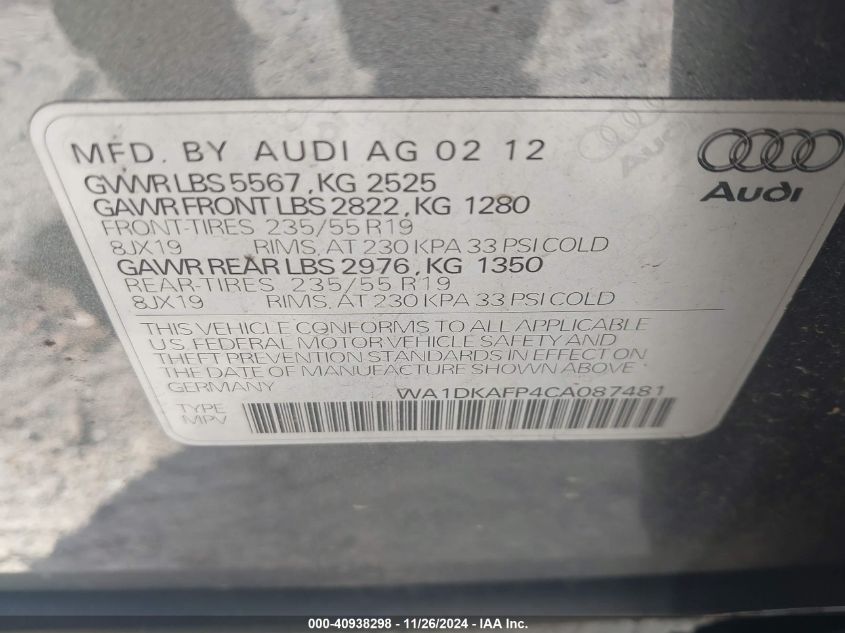 MFD. BY AUDI AG 02 12
GVWR LBS 5567, KG 2525
GAWR FRONT LBS 2822, KG 1280
FRONT-TIRES 235/55 R19
8JX19 RIMS, AT 230 KPA 33 PSI COLD
GAWR REAR LBS 2976, KG 1350
REAR-TIRES 235/55 R19
8JX19 RIMS, AT 230 KPA 33 PSI COLD
THIS VEHICLE CONFORMS TO ALL APPLICABLE
U.S. FEDERAL MOTOR VEHICLE SAFETY AND
THEFT PREVENTION STANDARDS IN EFFECT ON
THE DATE OF MANUFACTURE SHOWN ABOVE
GERMANY WA1DKAFP4CA087481
TYPE
MPV
Audi
Audi
000-40938298 - 11/26/2024 - IAA Inc.